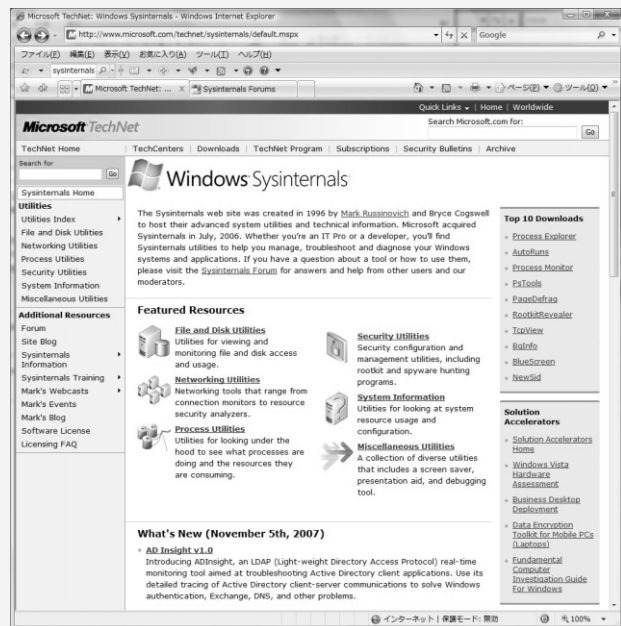 Microsoft TechNet: Windows Sysinternals - Windows Internet Explorer
http://www.microsoft.com/technet/sysinternals/default.mspx
Google
ファイル(F) 編集(E) 表示(V) お気に入り(A) ツール(T) ヘルプ(H)
sysinternals
Microsoft TechNet: ...
Sysinternals Forums
ページ(P)
ツール(O)
Quick Links
Home
Worldwide
Microsoft TechNet
Search Microsoft.com for:
Go
TechNet Home
TechCenters
Downloads
TechNet Program
Subscriptions
Security Bulletins
Archive
Search for
Go
Sysinternals Home
Utilities
Utilities Index
File and Disk Utilities
Networking Utilities
Process Utilities
Security Utilities
System Information
Miscellaneous Utilities
Additional Resources
Forum
Site Blog
Sysinternals
Information
Sysinternals Training
Mark's Webcasts
Mark's Events
Mark's Blog
Software License
Licensing FAQ
Windows Sysinternals
The Sysinternals web site was created in 1996 by Mark Russinovich and Bryce Cogswell
to host their advanced system utilities and technical information. Microsoft acquired
Sysinternals in July, 2006. Whether you're an IT Pro or a developer, you'll find
Sysinternals utilities to help you manage, troubleshoot and diagnose your Windows
systems and applications. If you have a question about a tool or how to use them,
please visit the Sysinternals Forum for answers and help from other users and our
moderators.
Featured Resources
File and Disk Utilities
Utilities for viewing and
monitoring file and disk access
and usage.
Networking Utilities
Networking tools that range from
connection monitors to resource
security analyzers.
Process Utilities
Utilities for looking under the
hood to see what processes are
doing and the resources they
are consuming.
Security Utilities
Security configuration and
management utilities, including
rootkit and spyware hunting
programs.
System Information
Utilities for looking at system
resource usage and
configuration.
Miscellaneous Utilities
A collection of diverse utilities
that includes a screen saver,
presentation aid, and debugging
tool.
What's New (November 5th, 2007)
AD Insight v1.0
Introducing ADInsight, an LDAP (Light-weight Directory Access Protocol) real-time
monitoring tool aimed at troubleshooting Active Directory client applications. Use its
detailed tracing of Active Directory client-server communications to solve Windows
authentication, Exchange, DNS, and other problems.
Top 10 Downloads
Process Explorer
AutoRuns
Process Monitor
PsTools
PageDefrag
RootkitRevealer
TcpView
BgInfo
BlueScreen
NewSid
Solution
Accelerators
Solution Accelerators
Home
Windows Vista
Hardware
Assessment
Business Desktop
Deployment
Data Encryption
Toolkit for Mobile PCs
(Laptops)
Fundamental
Computer
Investigation Guide
For Windows
インターネット | 保護モード: 無効
100%